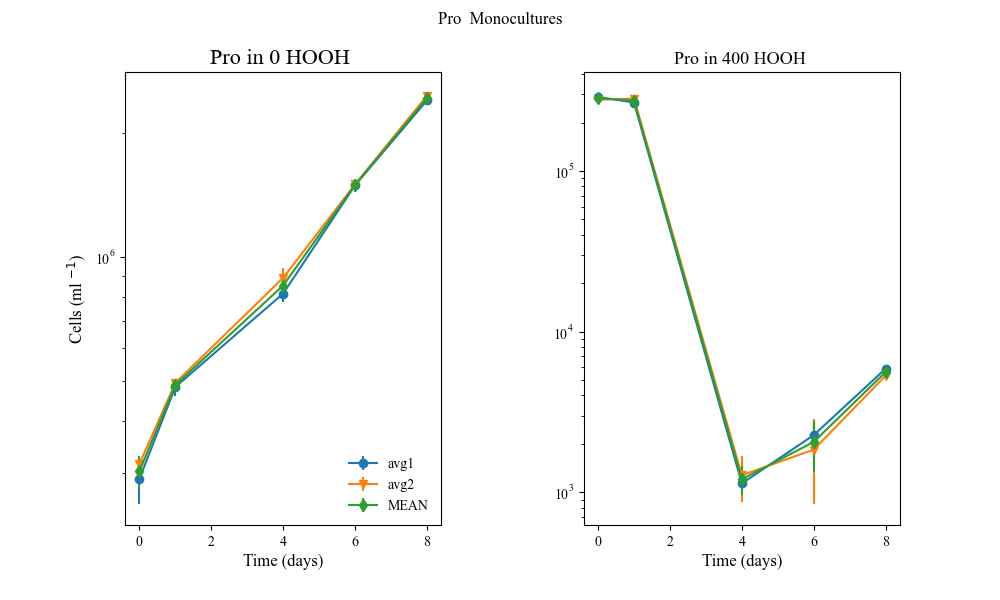 Pro  Monocultures
Pro in 0 HOOH
Cells (ml ⁻¹)
10⁶
0 2 4 6 8
Time (days)
avg1
avg2
MEAN
Pro in 400 HOOH
10⁵
10⁴
10³
0 2 4 6 8
Time (days)